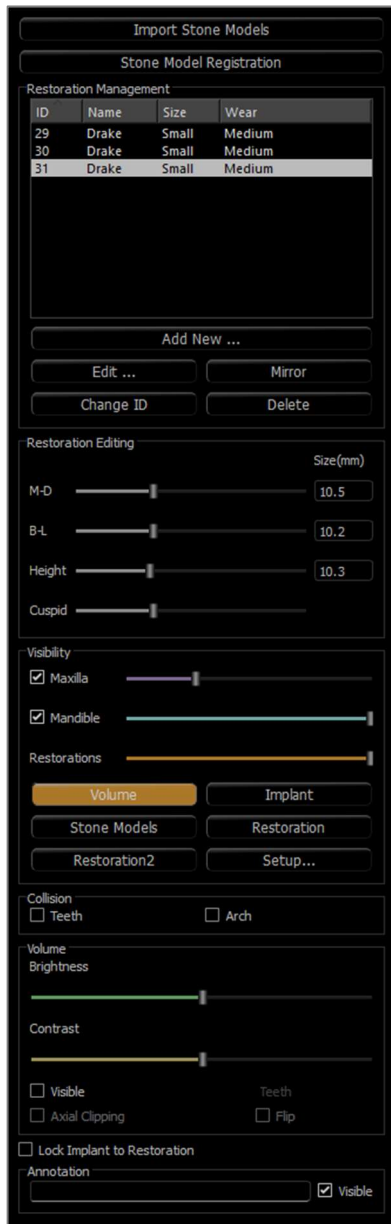 Import Stone Models
Stone Model Registration
Restoration Management
ID Name Size Wear
29 Drake Small Medium
30 Drake Small Medium
31 Drake Small Medium
Add New ...
Edit ... Mirror
Change ID Delete
Restoration Editing
Size(mm)
M-D 10.5
B-L 10.2
Height 10.3
Cuspid
Visibility
Maxilla
Mandible
Restorations
Volume Implant
Stone Models Restoration
Restoration2 Setup...
Collision
Teeth Arch
Volume
Brightness
Contrast
Visible Teeth
Axial Clipping Flip
Lock Implant to Restoration
Annotation
Visible